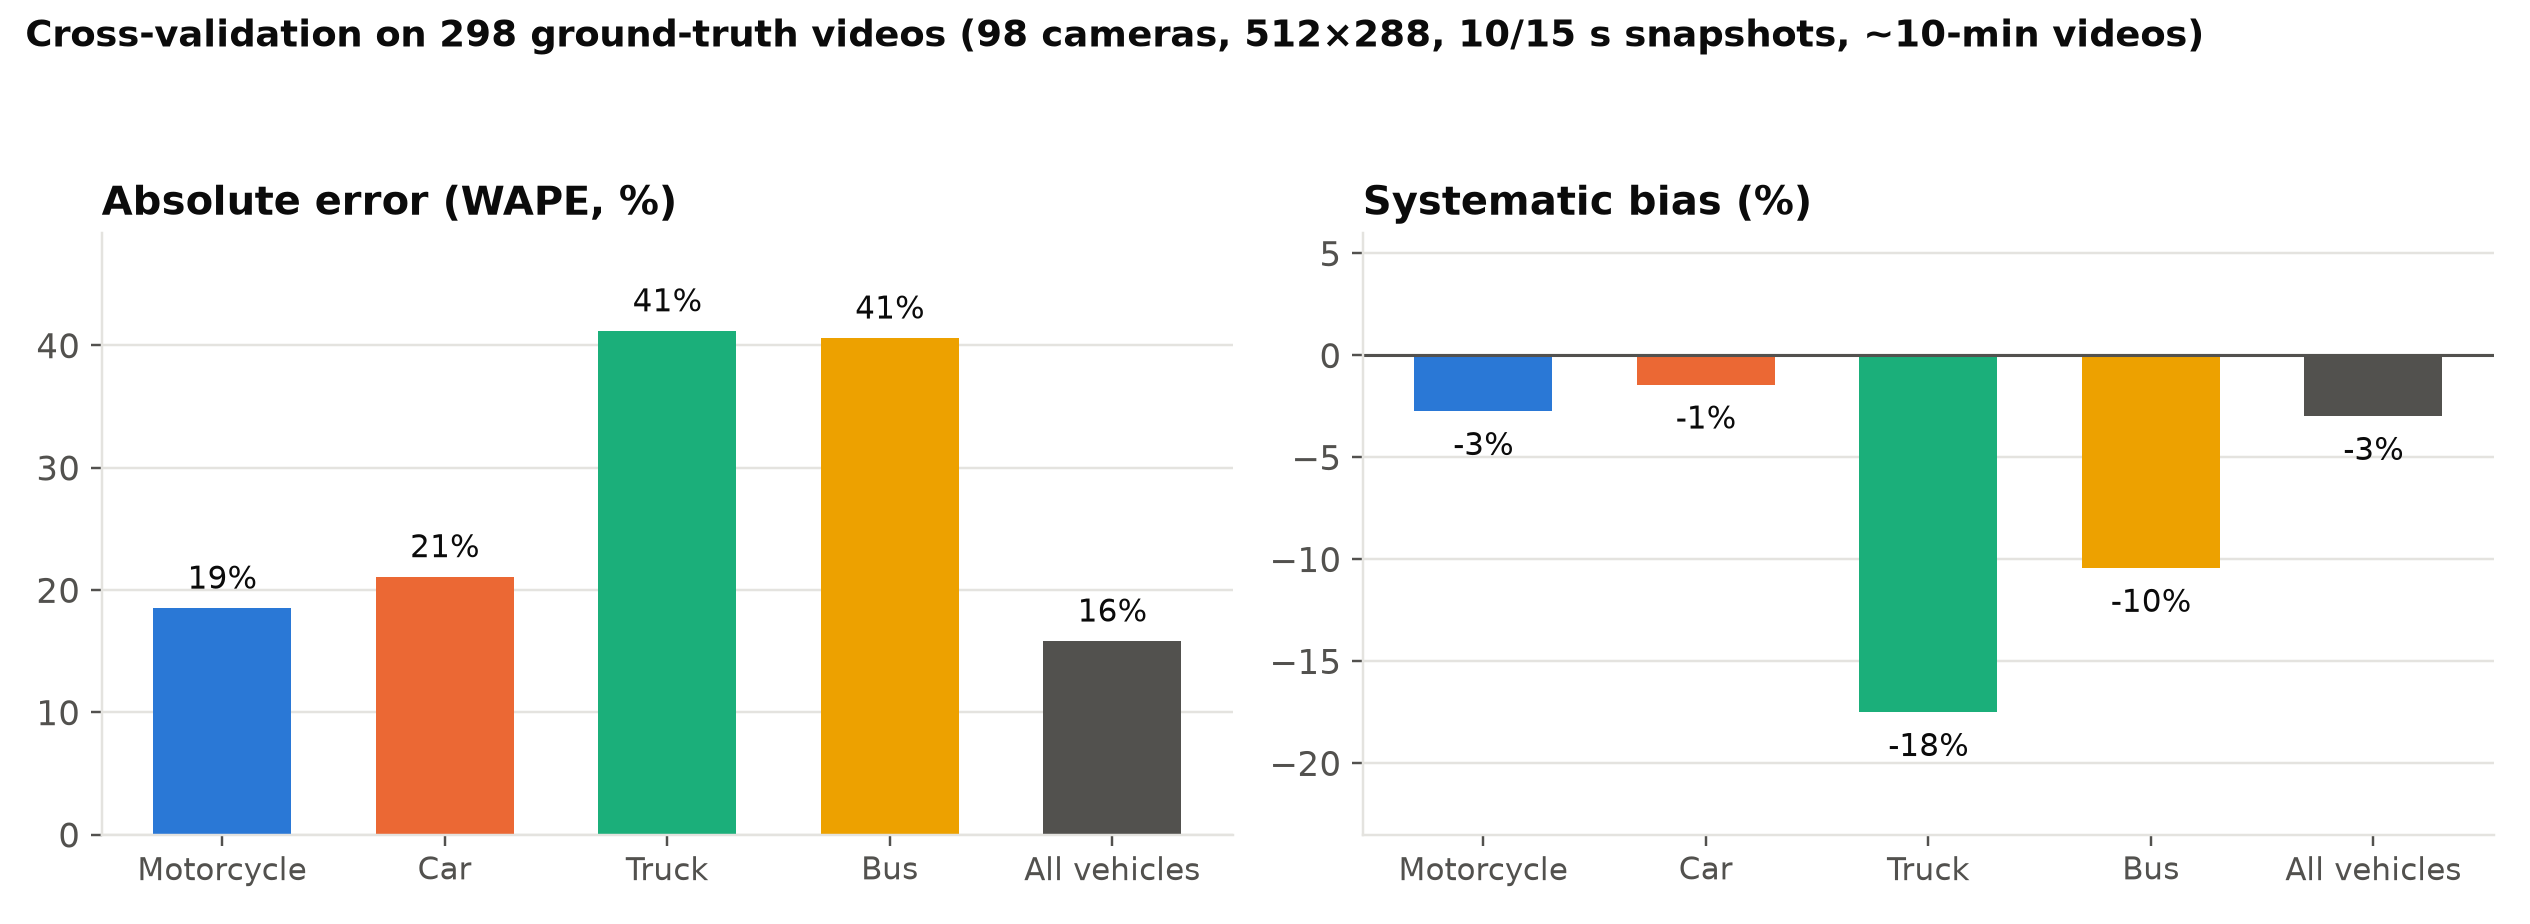 Cross-validation on 298 ground-truth videos (98 cameras, 512×288, 10/15 s snapshots, ~10-min videos)
Absolute error (WAPE, %)
40
30
20
10
0
19%
21%
41%
41%
16%
Motorcycle
Car
Truck
Bus
All vehicles
Systematic bias (%)
5
0
−5
−10
−15
−20
-3%
-1%
-18%
-10%
-3%
Motorcycle
Car
Truck
Bus
All vehicles